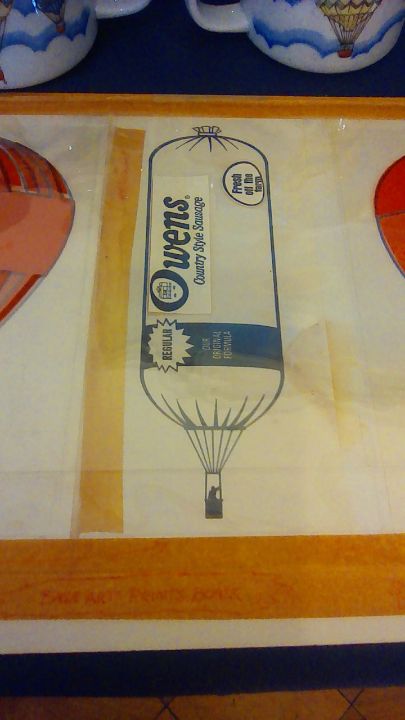 Fresh
off the
farm
Owens®
Country Style Sausage
REGULAR
OUR
ORIGINAL
FORMULA